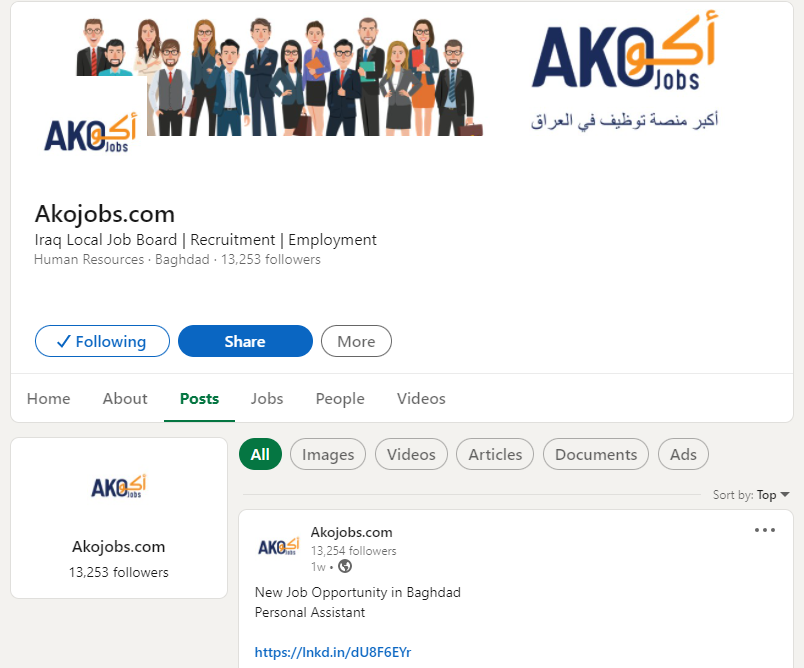 AKO أكو
Jobs
أكبر منصة توظيف في العراق
AKO أكو
Jobs
Akojobs.com
Iraq Local Job Board | Recruitment | Employment
Human Resources · Baghdad · 13,253 followers
Following
Share
More
Home
About
Posts
Jobs
People
Videos
All
Images
Videos
Articles
Documents
Ads
Sort by: Top
AKO أكو
Jobs
Akojobs.com
13,253 followers
AKO أكو
Jobs
Akojobs.com
13,254 followers
1w •
New Job Opportunity in Baghdad
Personal Assistant
https://lnkd.in/dU8F6EYr